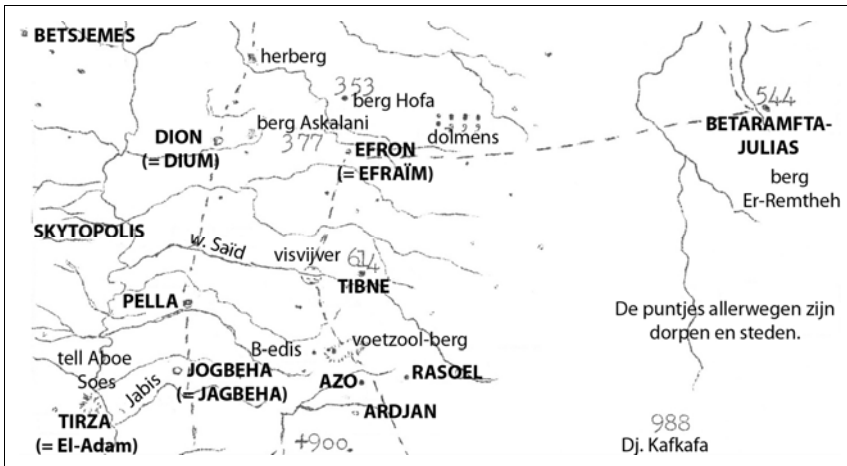 BETSJEMES
herberg
353
berg Hofa
544
berg Askalani
DION
(= DIUM)
377
EFRON
(= EFRAÏM)
dolmens
BETARAMFTA-
JULIAS
berg
Er-Remtheh
SKYTOPOLIS
w. Saïd
visvijver
614
TIBNE
PELLA
De puntjes allerwegen zijn
dorpen en steden.
B-edis
voetzool-berg
tell Aboe
Soes
Jabis
JOGBEHA
(= JAGBEHA)
AZO
RASOEL
TIRZA
(= El-Adam)
ARDJAN
+900
988
Dj. Kafkafa